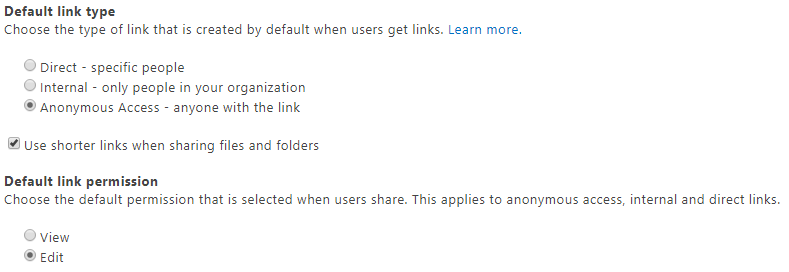 Default link type
Choose the type of link that is created by default when users get links. Learn more.
Direct - specific people
Internal - only people in your organization
Anonymous Access - anyone with the link
Use shorter links when sharing files and folders
Default link permission
Choose the default permission that is selected when users share. This applies to anonymous access, internal and direct links.
View
Edit